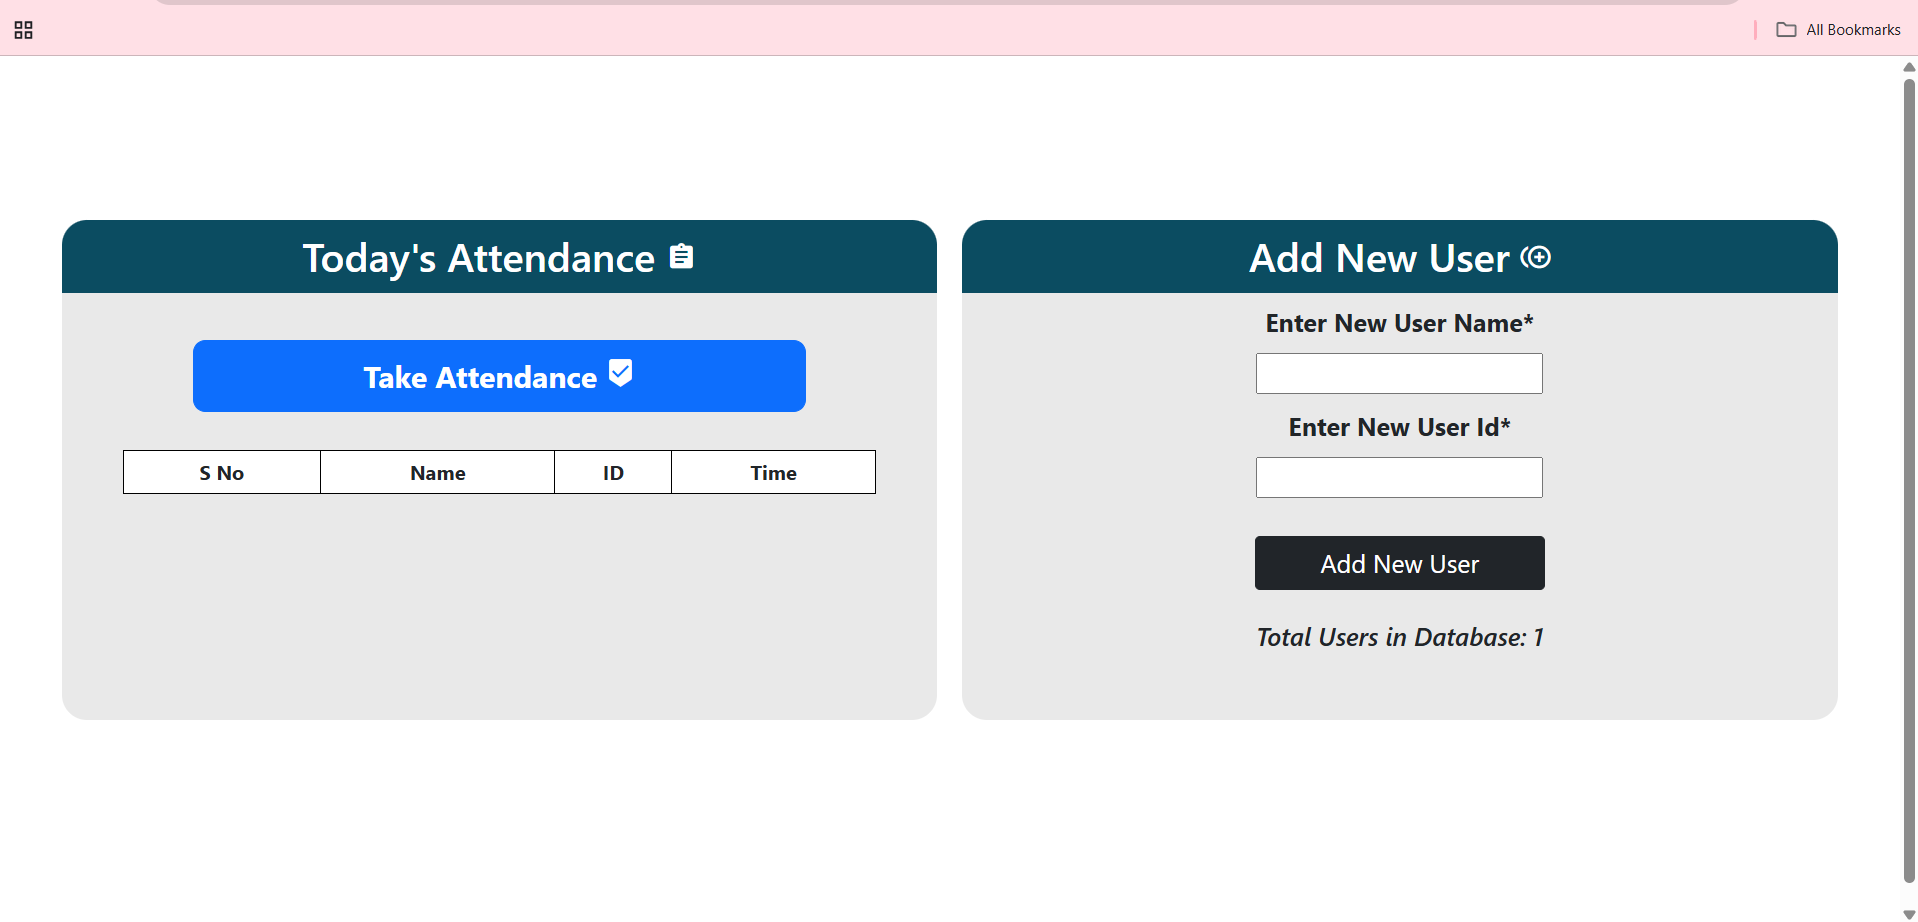 All Bookmarks
Today's Attendance
Take Attendance
S No Name ID Time
Add New User
Enter New User Name*
Enter New User Id*
Add New User
Total Users in Database: 1